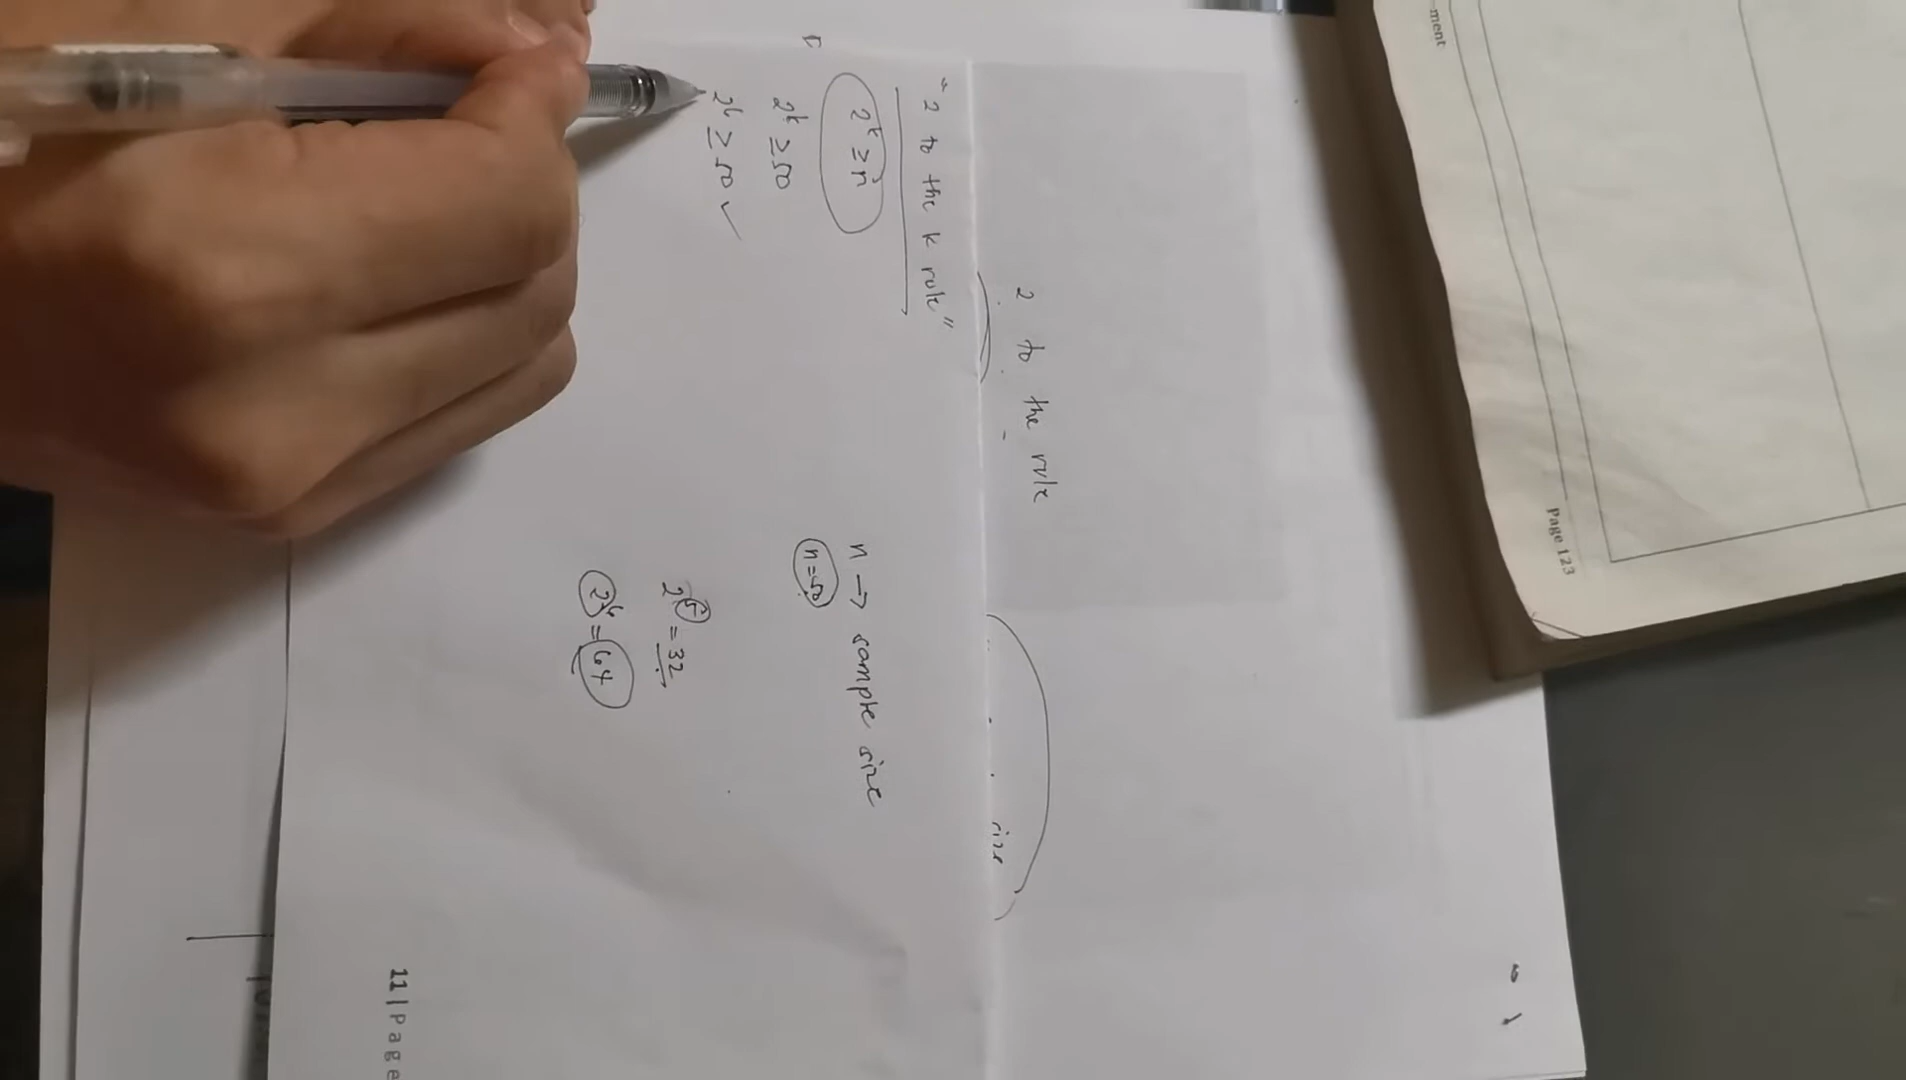 2 to the rule
size
"2 to the k rule"
2^k ≥ n
n → sample size
2^k ≥ 50
n=50
2^6 ≥ 50 ✓
2^5 = 32
2^6 = 64
11 | Page
-ment
Page 123